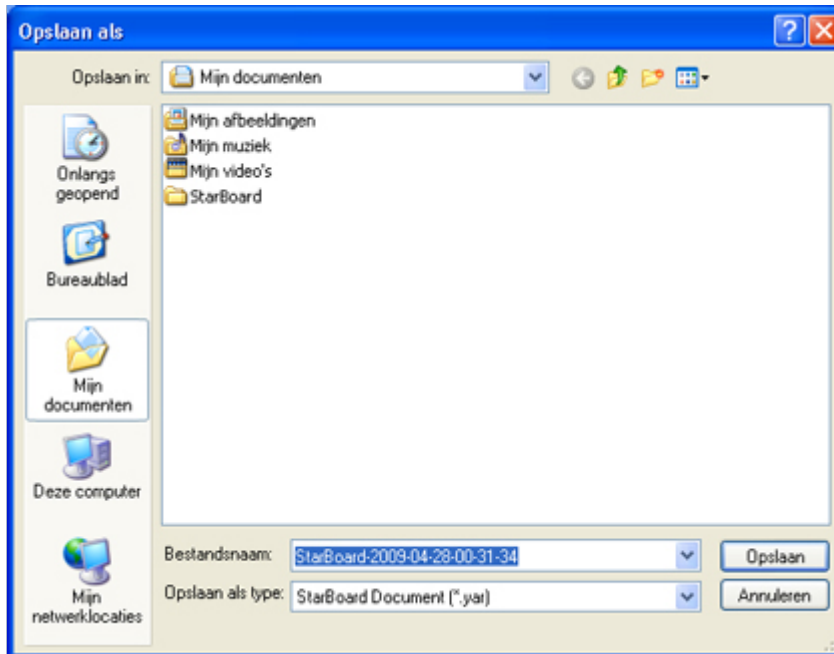 Opslaan als
Opslaan in: Mijn documenten
Onlangs
geopend
Bureaublad
Mijn
documenten
Deze computer
Mijn
netwerklocaties
Mijn afbeeldingen
Mijn muziek
Mijn video's
StarBoard
Bestandsnaam: StarBoard-2009-04-28-00-31-34 Opslaan
Opslaan als type: StarBoard Document (*.yar) Annuleren